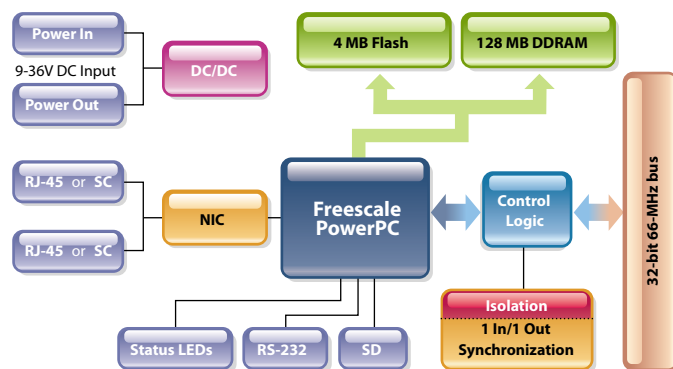 Power In
9-36V DC Input
Power Out
DC/DC
4 MB Flash
128 MB DDRAM
RJ-45 or SC
RJ-45 or SC
NIC
Freescale
PowerPC
Control
Logic
32-bit 66-MHz bus
Isolation
1 In/1 Out
Synchronization
Status LEDs
RS-232
SD